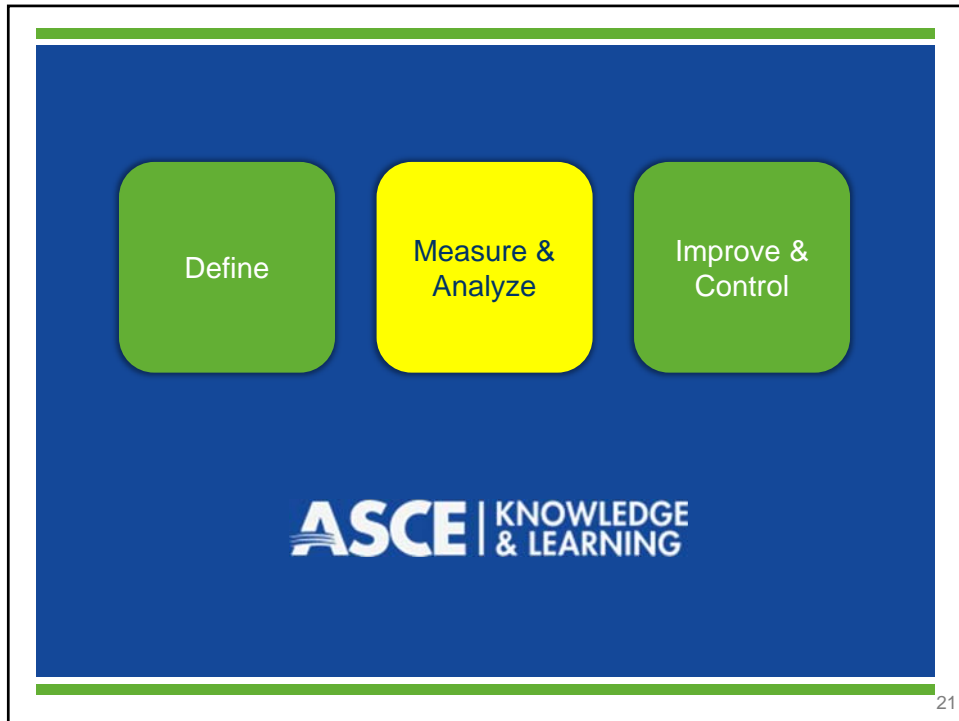 Define
Measure &
Analyze
Improve &
Control
ASCE | KNOWLEDGE
& LEARNING
21